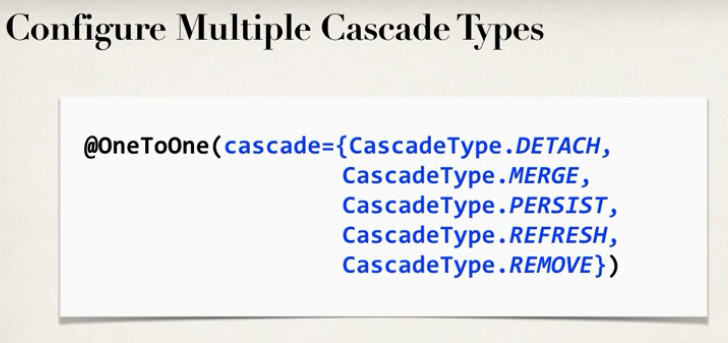 Configure Multiple Cascade Types
@OneToOne(cascade={CascadeType.DETACH,
CascadeType.MERGE,
CascadeType.PERSIST,
CascadeType.REFRESH,
CascadeType.REMOVE})